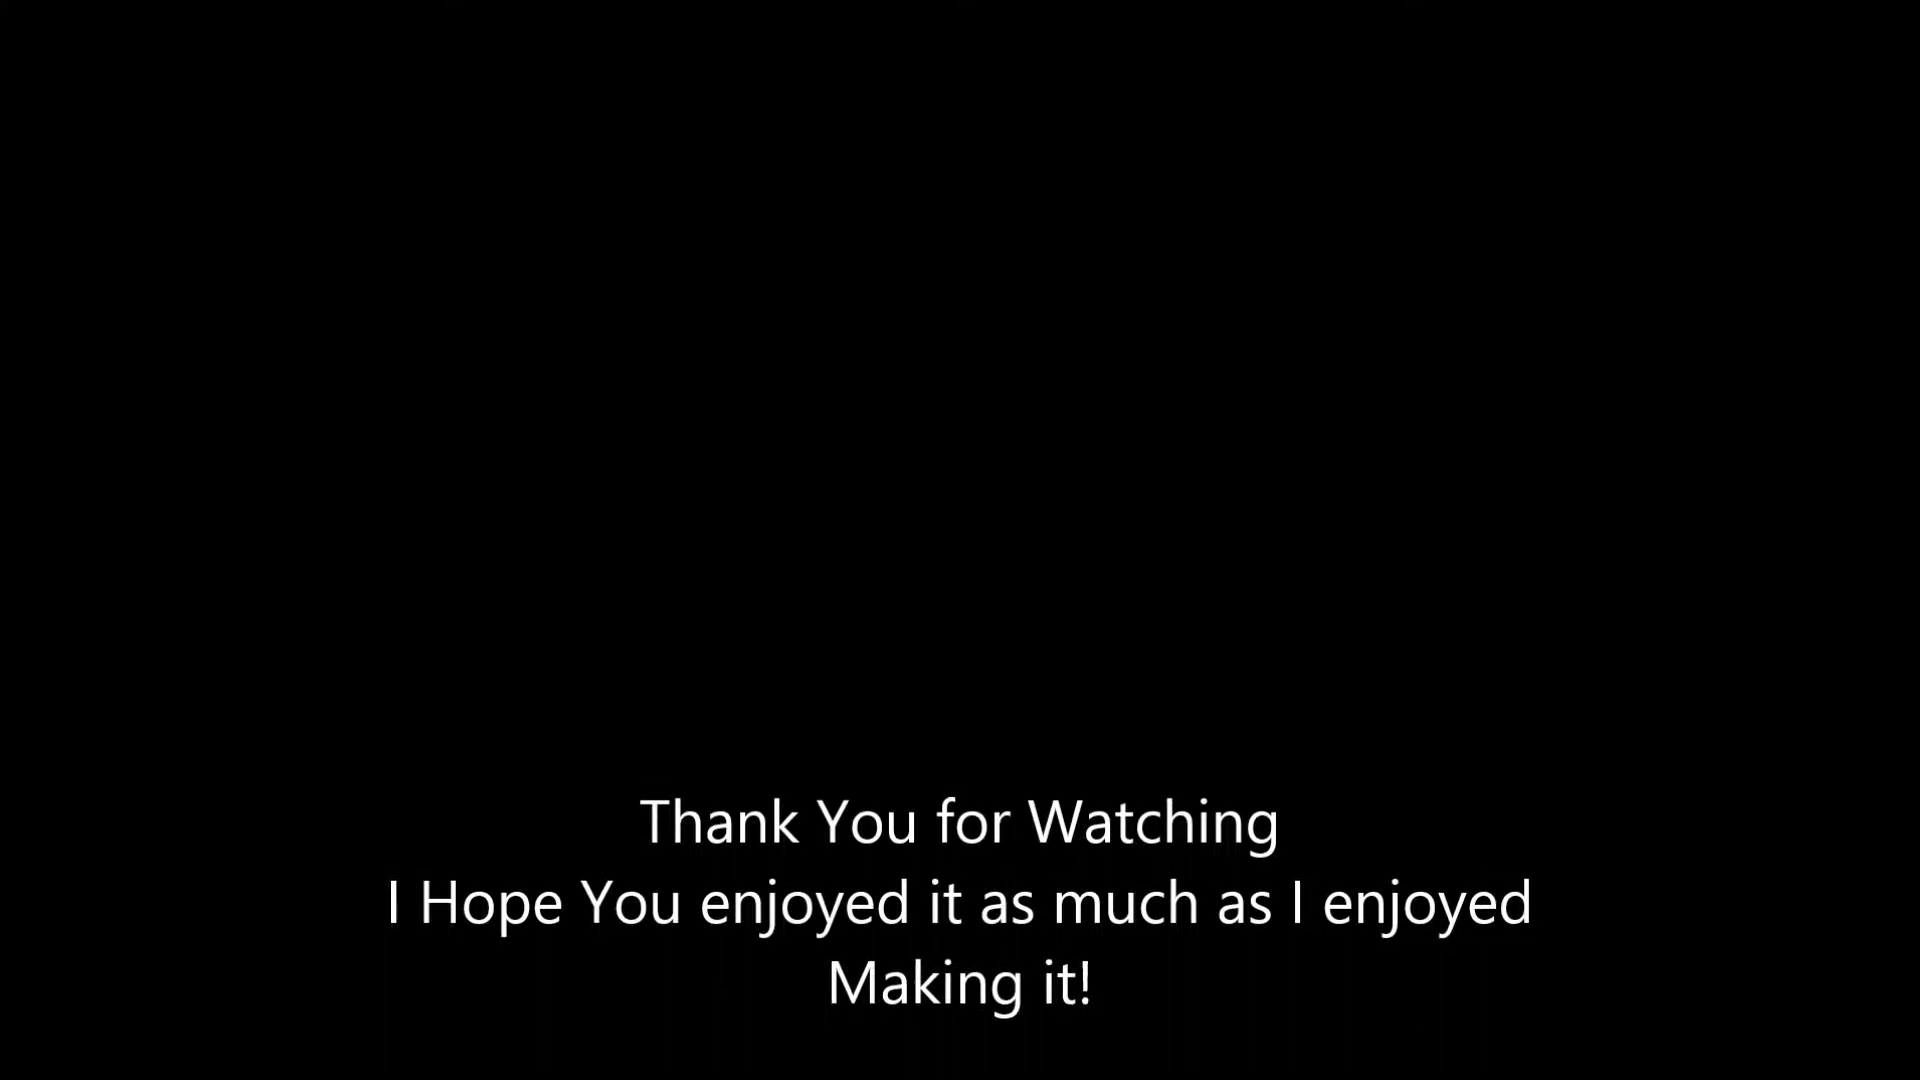 Thank You for Watching
I Hope You enjoyed it as much as I enjoyed
Making it!